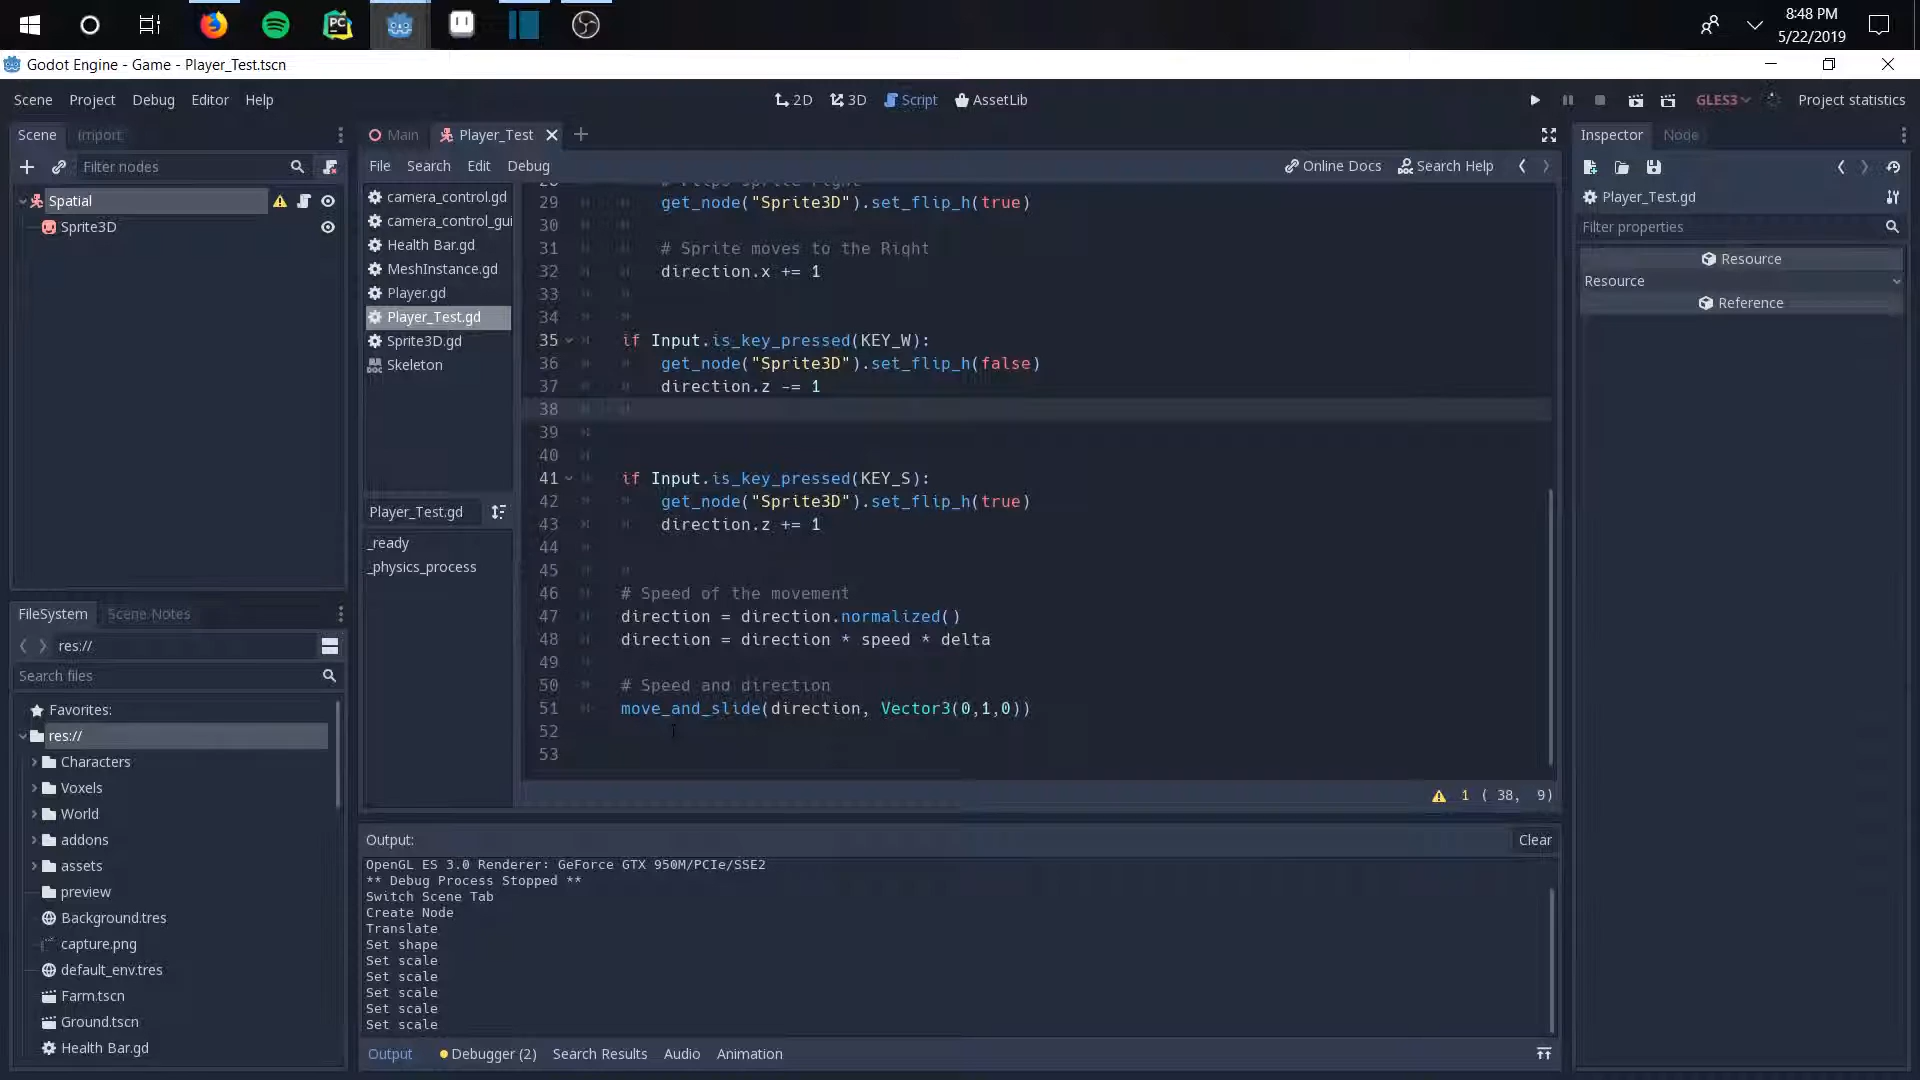 8:48 PM
5/22/2019
Godot Engine - Game - Player_Test.tscn
Scene Project Debug Editor Help
2D 3D Script AssetLib
GLES3 Project statistics
Scene Import
Filter nodes
Spatial
Sprite3D
Main Player_Test
File Search Edit Debug
Online Docs Search Help
camera_control.gd
camera_control_gui
Health Bar.gd
MeshInstance.gd
Player.gd
Player_Test.gd
Sprite3D.gd
Skeleton
Player_Test.gd
_ready
_physics_process
28 # Flips sprite Right
29 get_node("Sprite3D").set_flip_h(true)
30
31 # Sprite moves to the Right
32 direction.x += 1
33
34
35 if Input.is_key_pressed(KEY_W):
36 get_node("Sprite3D").set_flip_h(false)
37 direction.z -= 1
38
39
40
41 if Input.is_key_pressed(KEY_S):
42 get_node("Sprite3D").set_flip_h(true)
43 direction.z += 1
44
45
46 # Speed of the movement
47 direction = direction.normalized()
48 direction = direction * speed * delta
49
50 # Speed and direction
51 move_and_slide(direction, Vector3(0,1,0))
52
53
1 ( 38, 9)
Inspector Node
Player_Test.gd
Filter properties
Resource
Resource
Reference
FileSystem Scene Notes
res://
Search files
Favorites:
res://
Characters
Voxels
World
addons
assets
preview
Background.tres
capture.png
default_env.tres
Farm.tscn
Ground.tscn
Health Bar.gd
Output: Clear
OpenGL ES 3.0 Renderer: GeForce GTX 950M/PCIe/SSE2
** Debug Process Stopped **
Switch Scene Tab
Create Node
Translate
Set shape
Set scale
Set scale
Set scale
Set scale
Set scale
Output Debugger (2) Search Results Audio Animation